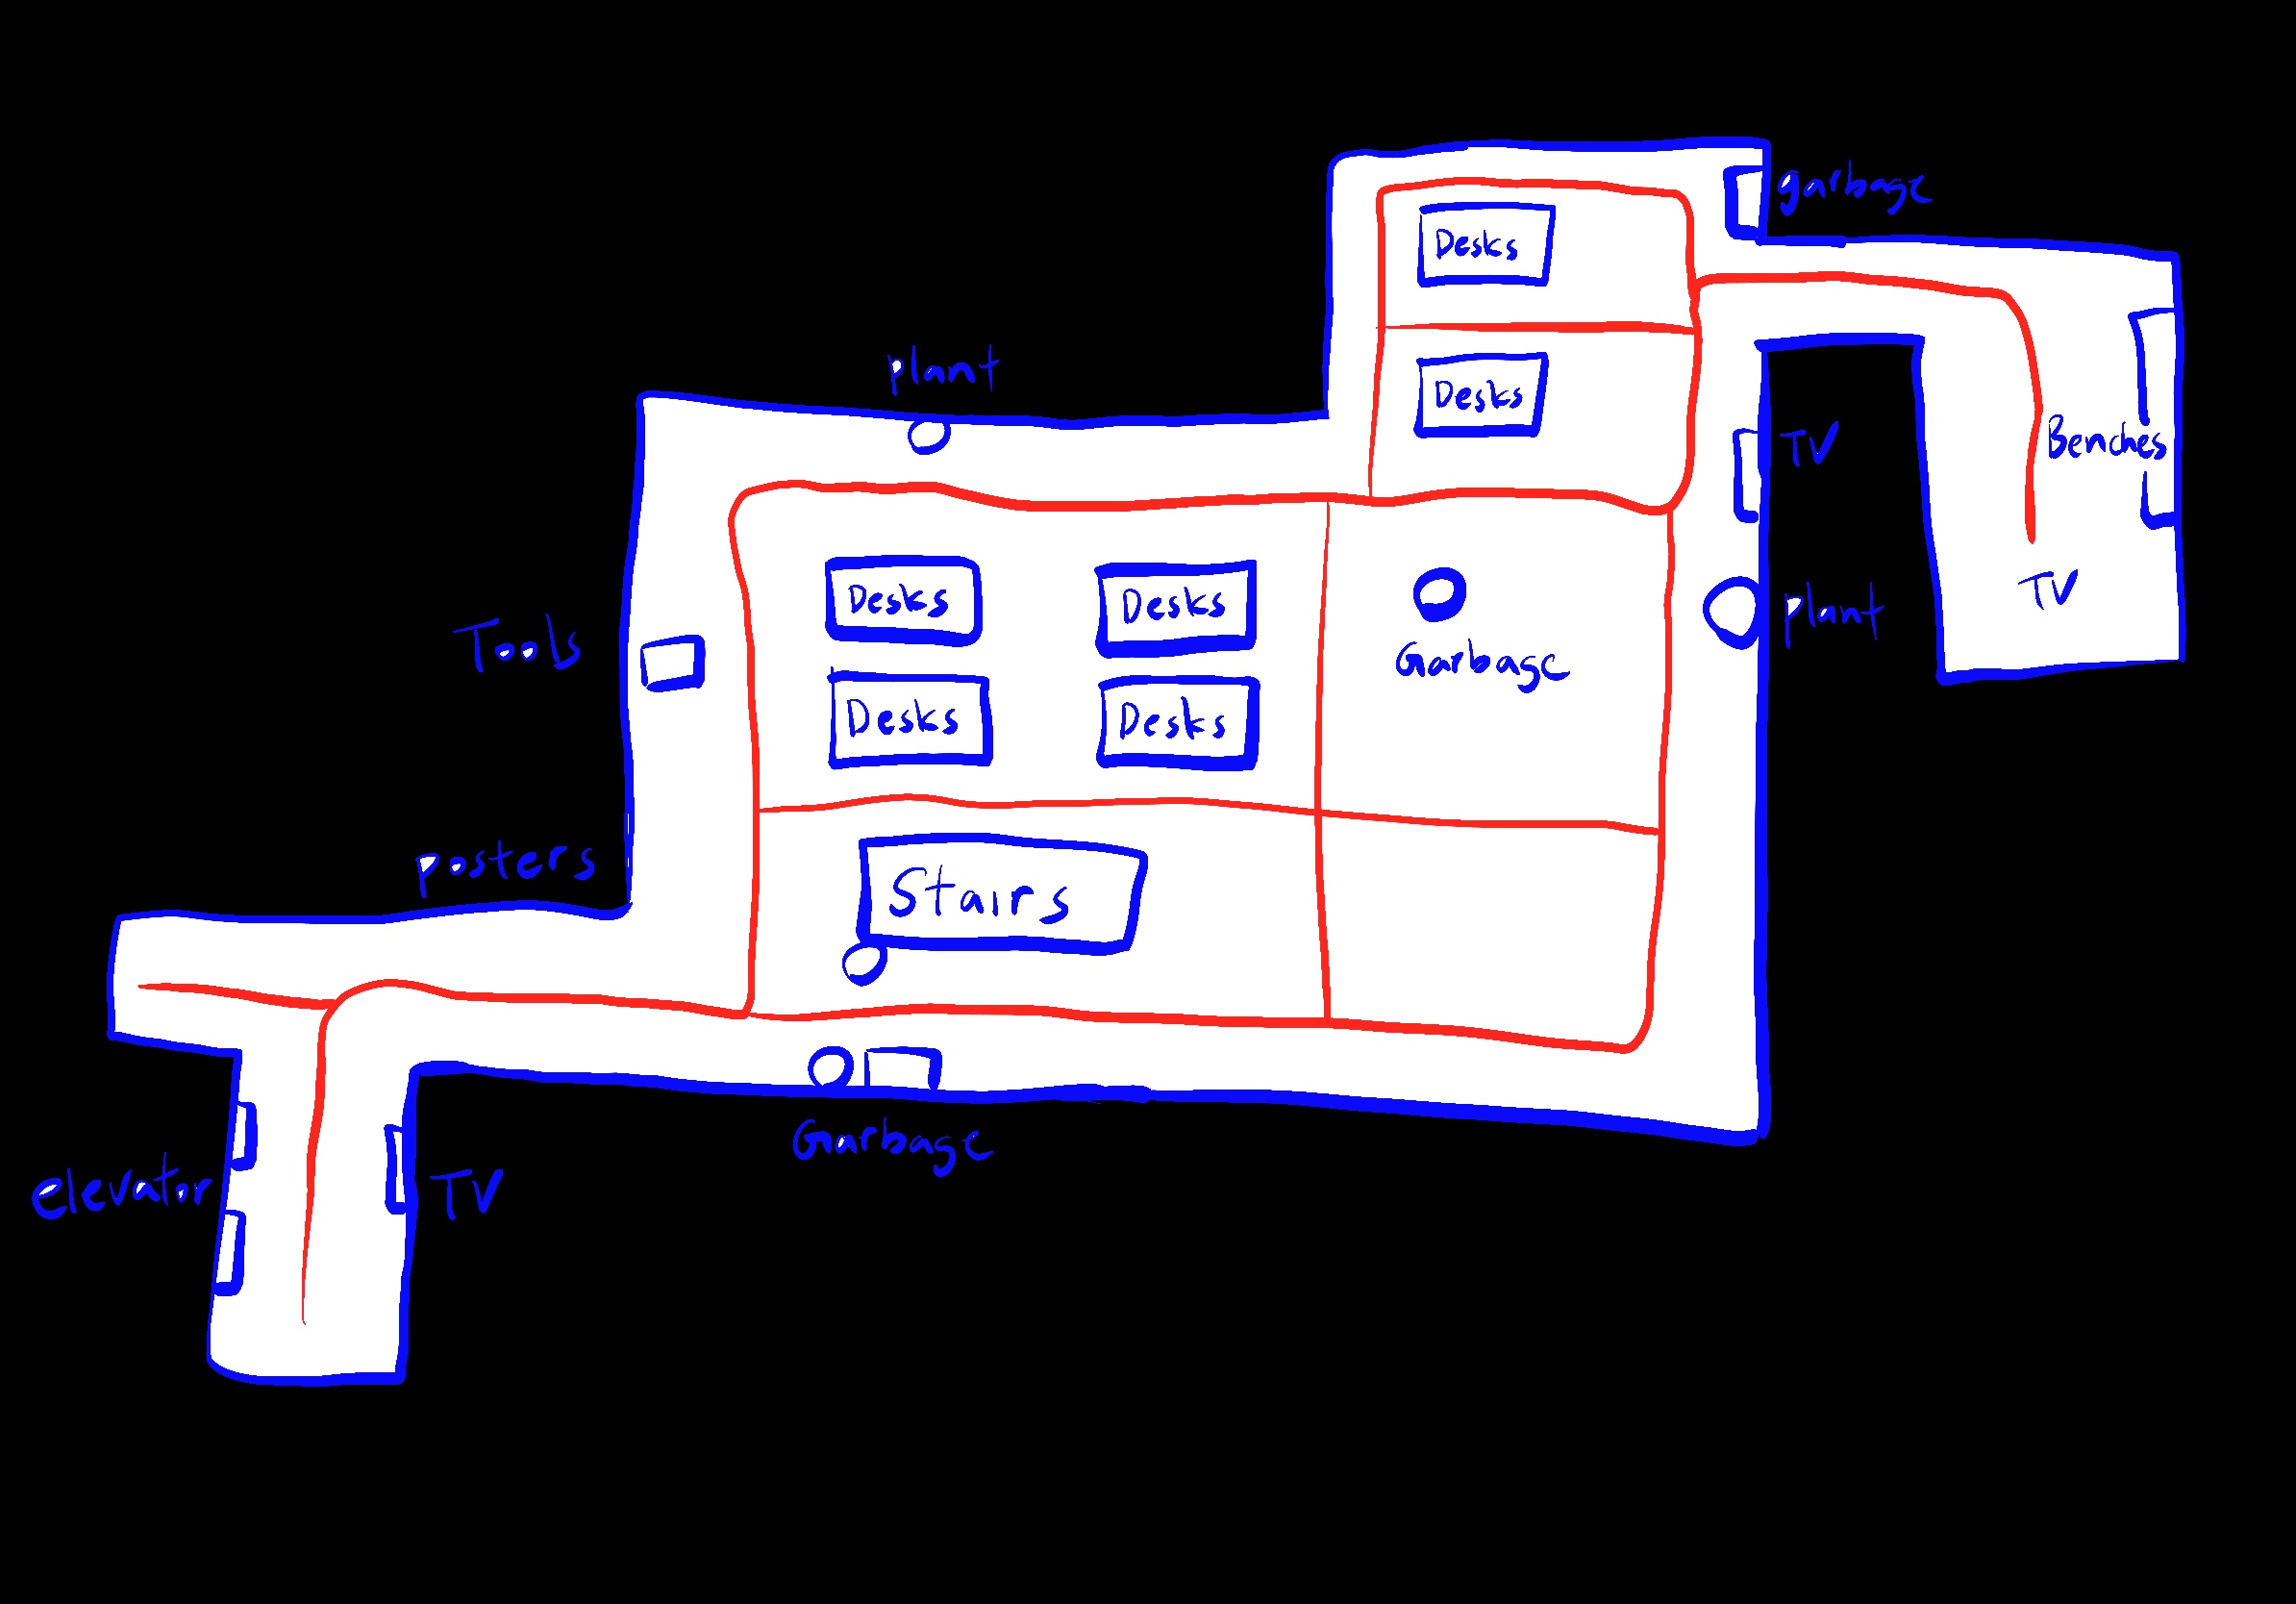 garbage
Desks
plant
Desks
TV
Benches
Desks
Desks
Plant
TV
Tools
Garbage
Desks
Desks
posters
Stairs
Garbage
elevator
TV